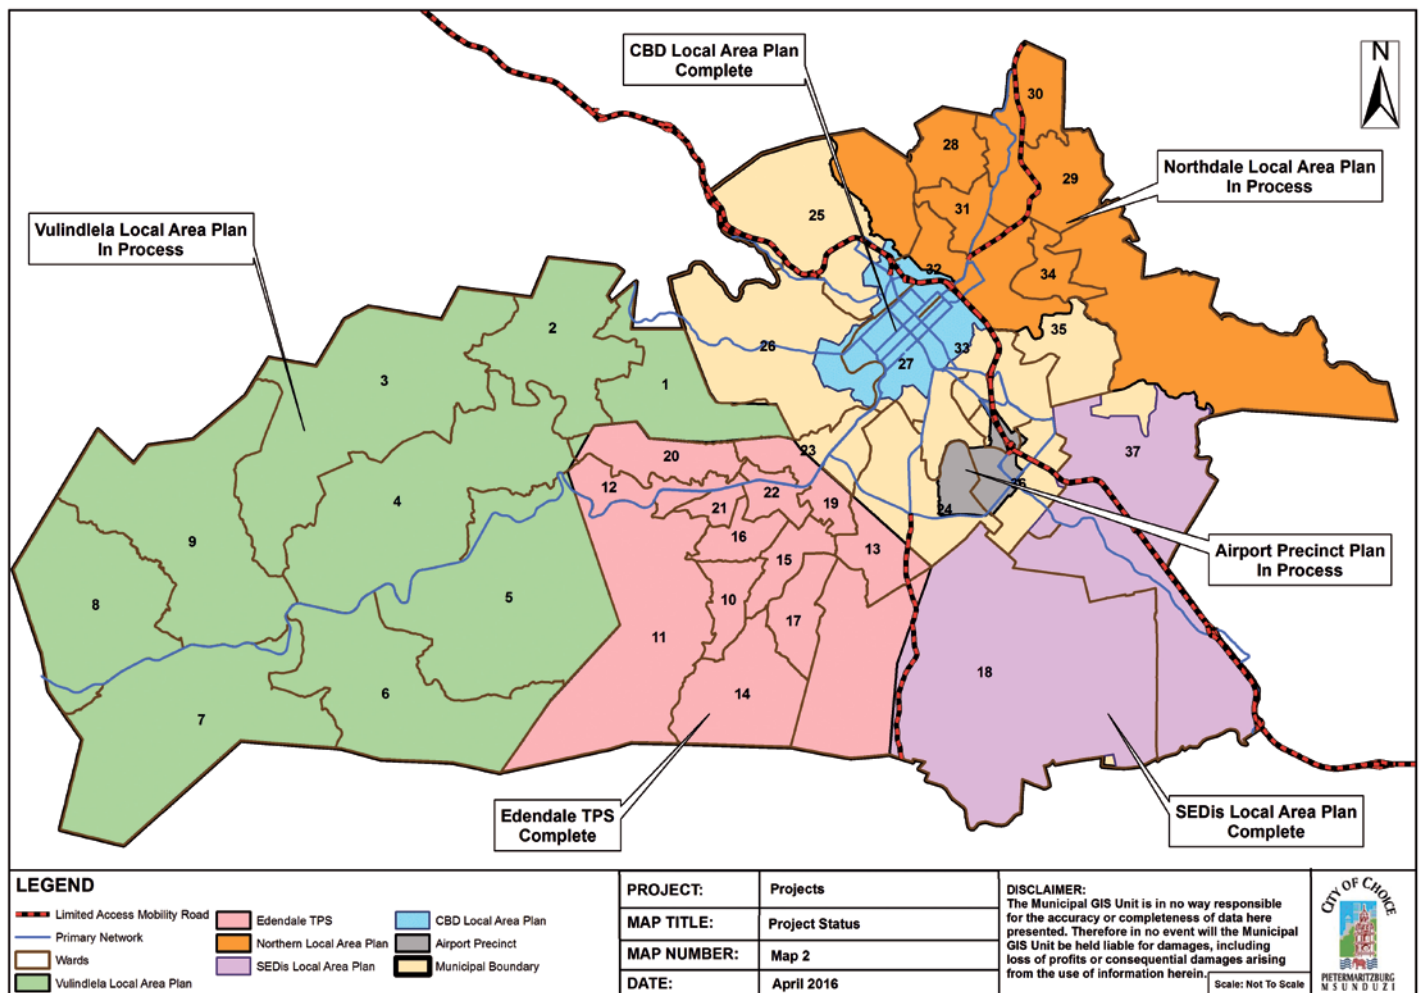 CBD Local Area Plan
Complete
N
Northdale Local Area Plan
In Process
Vulindlela Local Area Plan
In Process
30
28
29
31
25
34
32
35
2
33
26
27
3
1
37
23
20
12
22
21
19
24
36
4
16
13
9
15
Airport Precinct Plan
In Process
8
5
10
17
11
18
6
14
7
Edendale TPS
Complete
SEDis Local Area Plan
Complete
LEGEND
Limited Access Mobility Road
Primary Network
Wards
Vulindlela Local Area Plan
Edendale TPS
Northern Local Area Plan
SEDis Local Area Plan
CBD Local Area Plan
Airport Precinct
Municipal Boundary
PROJECT: Projects
MAP TITLE: Project Status
MAP NUMBER: Map 2
DATE: April 2016
DISCLAIMER:
The Municipal GIS Unit is in no way responsible
for the accuracy or completeness of data here
presented. Therefore in no event will the Municipal
GIS Unit be held liable for damages, including
loss of profits or consequential damages arising
from the use of information herein.
Scale: Not To Scale
CITY OF CHOICE
PIETERMARITZBURG
MSUNDUZI